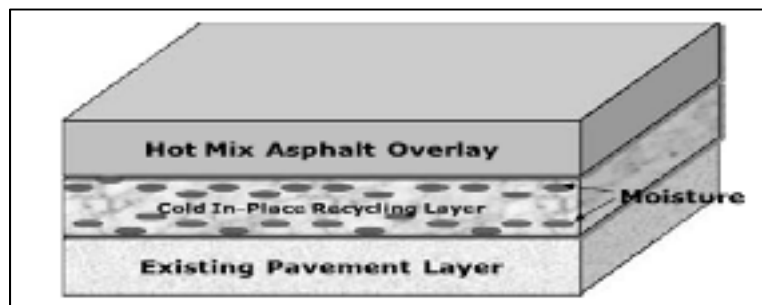 Hot Mix Asphalt Overlay
Cold In-Place Recycling Layer
Moisture
Existing Pavement Layer